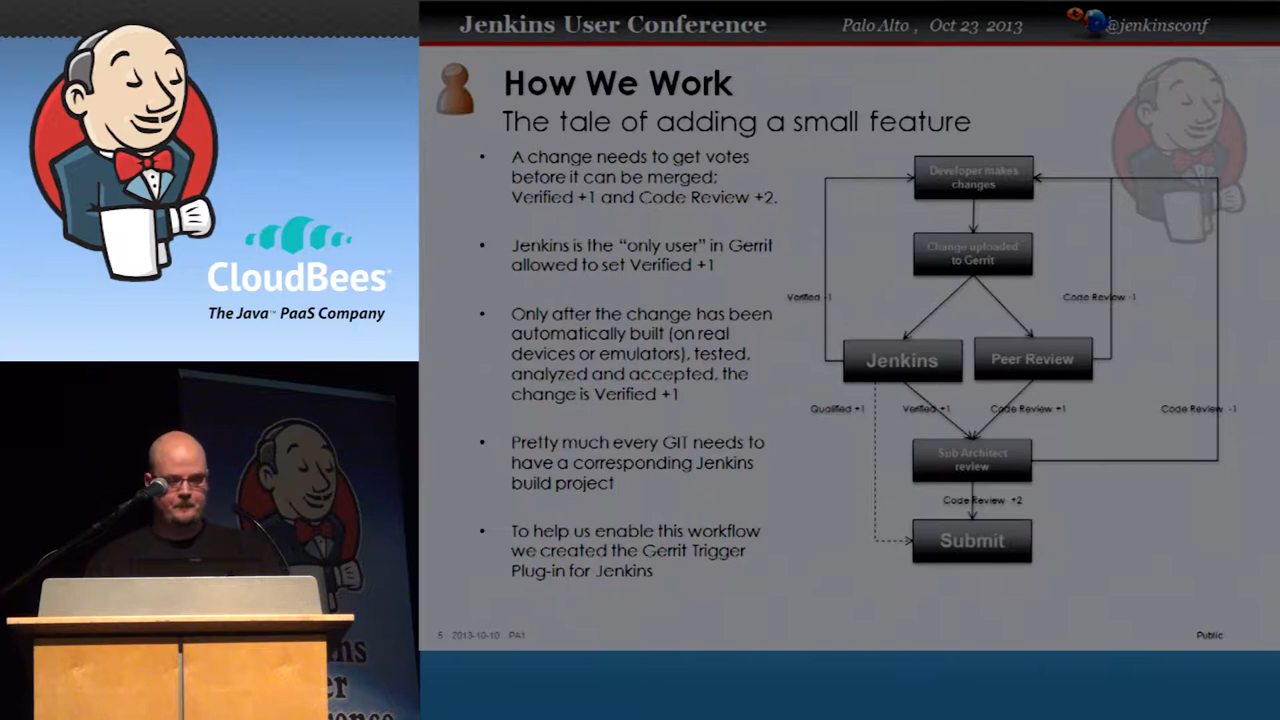 Jenkins User Conference
Palo Alto , Oct 23 2013
@jenkinsconf
CloudBees
The Java™ PaaS Company
How We Work
The tale of adding a small feature
• A change needs to get votes
before it can be merged;
Verified +1 and Code Review +2.
• Jenkins is the “only user” in Gerrit
allowed to set Verified +1
• Only after the change has been
automatically built (on real
devices or emulators), tested,
analyzed and accepted, the
change is Verified +1
• Pretty much every GIT needs to
have a corresponding Jenkins
build project
• To help us enable this workflow
we created the Gerrit Trigger
Plug-in for Jenkins
Developer makes
changes
Change uploaded
to Gerrit
Verified -1
Code Review -1
Jenkins
Peer Review
Qualified +1
Verified +1
Code Review +1
Code Review -1
Sub Architect
review
Code Review +2
Submit
5 2013-10-10 PA1
Public